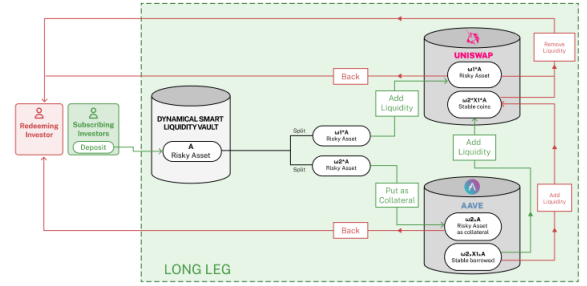 Remove
Liquidity
UNISWAP
ω1*A
Risky Asset
Back
Add
Liquidity
ω2*X1*A
Stable coins
DYNAMICAL SMART
LIQUIDITY VAULT
Redeeming
Investor
Subscribing
Investors
Deposit
A
Risky Asset
Split
ω1*A
Risky Asset
Split
ω2*A
Risky Asset
Add
Liquidity
Put as
Collateral
AAVE
Add
Liquidity
ω2*A
Risky Asset
as collateral
Back
ω2*X1*A
Stable borrowed
LONG LEG